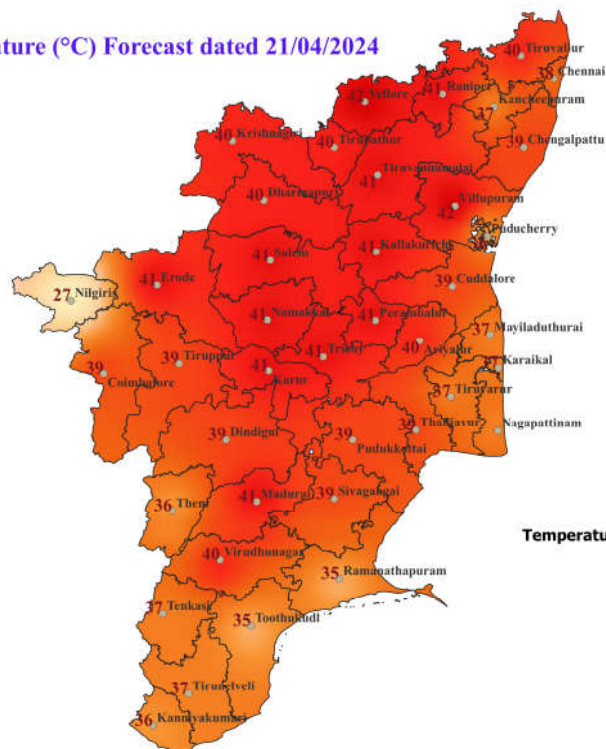 ature (°C) Forecast dated 21/04/2024
40 Tiruvallur
38 Chennai
42 Vellore
41 Ranipet
37 Kancheepuram
40 Krishnagiri
40 Tirupathur
39 Chengalpattu
41 Tiruvannamalai
40 Dharmapuri
42 Villupuram
Puducherry
41 Salem
41 Kallakurichi
41 Erode
39 Cuddalore
27 Nilgiris
41 Namakkal
41 Perambalur
37 Mayiladuthurai
40 Ariyalur
41 Trichy
39 Tiruppur
37 Karaikal
39 Coimbatore
41 Karur
37 Tiruvarur
39 Thanjavur
Nagapattinam
39 Dindigul
39 Pudukkottai
36 Theni
41 Madurai
39 Sivagangai
Temperatu
40 Virudhunagar
35 Ramanathapuram
37 Tenkasi
35 Toothukudi
37 Tirunelveli
36 Kanniyakumari